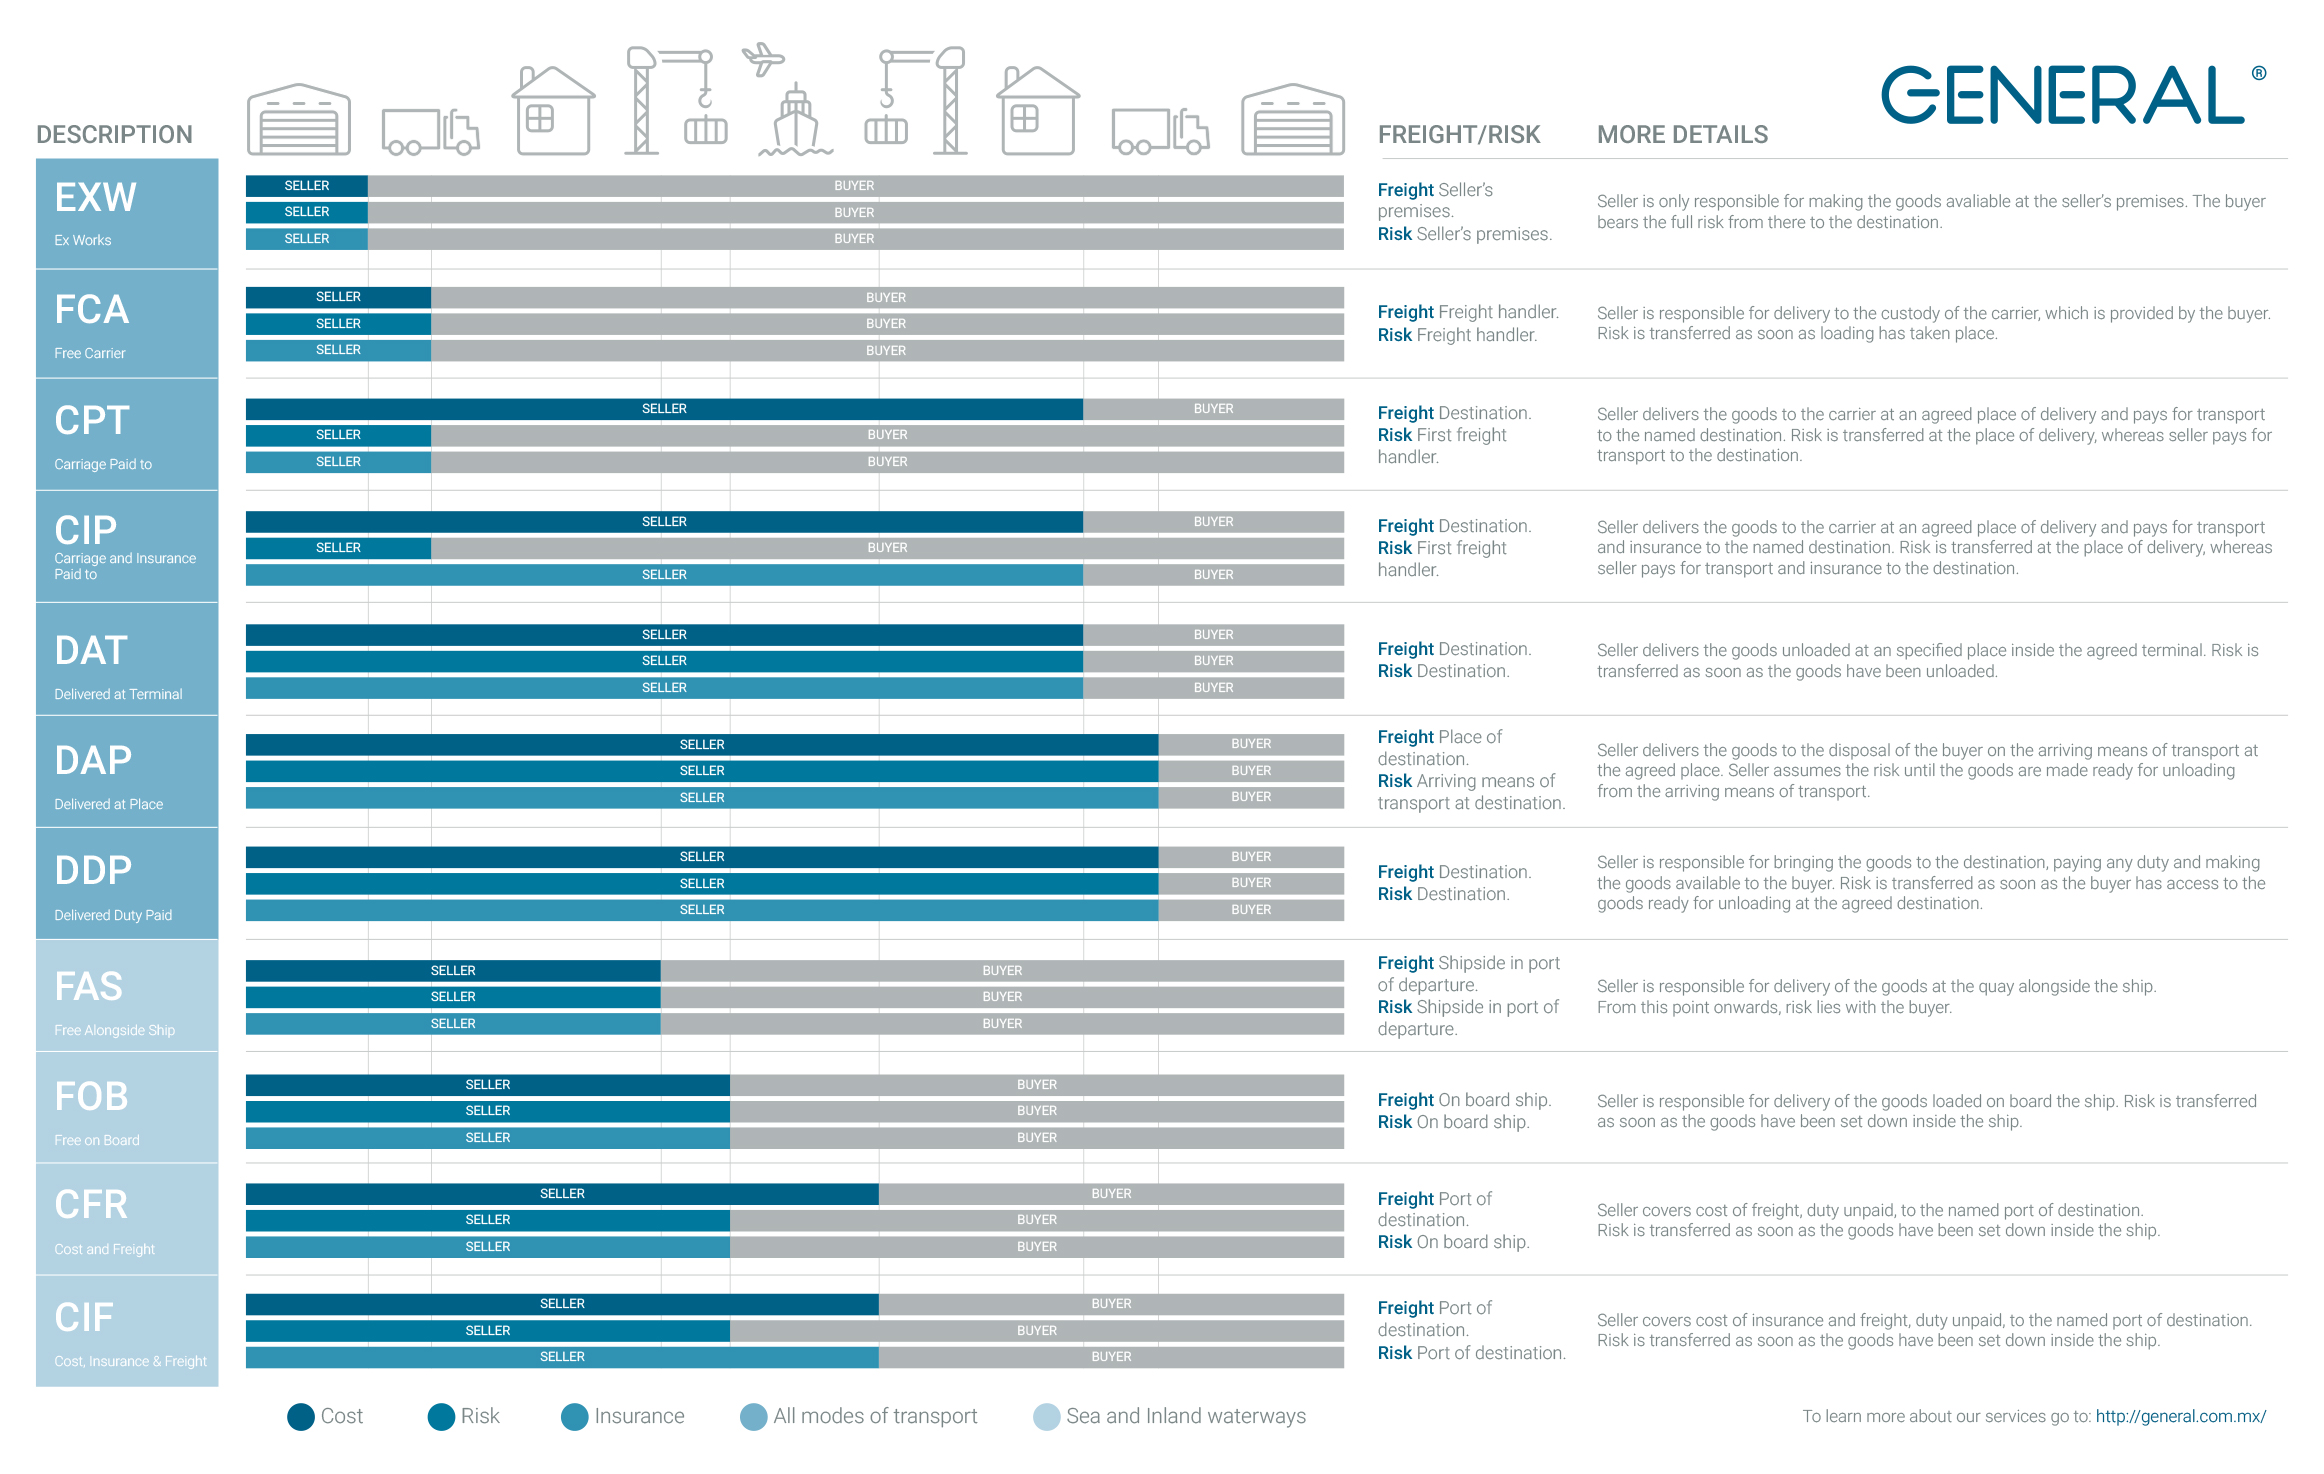 GENERAL®
DESCRIPTION
FREIGHT/RISK
MORE DETAILS
EXW
Ex Works
SELLER
BUYER
SELLER
BUYER
SELLER
BUYER
Freight Seller's
premises.
Risk Seller's premises.
Seller is only responsible for making the goods avaliable at the seller's premises. The buyer
bears the full risk from there to the destination.
FCA
Free Carrier
SELLER
BUYER
SELLER
BUYER
SELLER
BUYER
Freight Freight handler.
Risk Freight handler.
Seller is responsible for delivery to the custody of the carrier, which is provided by the buyer.
Risk is transferred as soon as loading has taken place.
CPT
Carriage Paid to
SELLER
BUYER
SELLER
BUYER
SELLER
BUYER
Freight Destination.
Risk First freight
handler.
Seller delivers the goods to the carrier at an agreed place of delivery and pays for transport
to the named destination. Risk is transferred at the place of delivery, whereas seller pays for
transport to the destination.
CIP
Carriage and Insurance
Paid to
SELLER
BUYER
SELLER
BUYER
SELLER
BUYER
Freight Destination.
Risk First freight
handler.
Seller delivers the goods to the carrier at an agreed place of delivery and pays for transport
and insurance to the named destination. Risk is transferred at the place of delivery, whereas
seller pays for transport and insurance to the destination.
DAT
Delivered at Terminal
SELLER
BUYER
SELLER
BUYER
SELLER
BUYER
Freight Destination.
Risk Destination.
Seller delivers the goods unloaded at an specified place inside the agreed terminal. Risk is
transferred as soon as the goods have been unloaded.
DAP
Delivered at Place
SELLER
BUYER
SELLER
BUYER
SELLER
BUYER
Freight Place of
destination.
Risk Arriving means of
transport at destination.
Seller delivers the goods to the disposal of the buyer on the arriving means of transport at
the agreed place. Seller assumes the risk until the goods are made ready for unloading
from the arriving means of transport.
DDP
Delivered Duty Paid
SELLER
BUYER
SELLER
BUYER
SELLER
BUYER
Freight Destination.
Risk Destination.
Seller is responsible for bringing the goods to the destination, paying any duty and making
the goods available to the buyer. Risk is transferred as soon as the buyer has access to the
goods ready for unloading at the agreed destination.
FAS
Free Alongside Ship
SELLER
BUYER
SELLER
BUYER
SELLER
BUYER
Freight Shipside in port
of departure.
Risk Shipside in port of
departure.
Seller is responsible for delivery of the goods at the quay alongside the ship.
From this point onwards, risk lies with the buyer.
FOB
Free on Board
SELLER
BUYER
SELLER
BUYER
SELLER
BUYER
Freight On board ship.
Risk On board ship.
Seller is responsible for delivery of the goods loaded on board the ship. Risk is transferred
as soon as the goods have been set down inside the ship.
CFR
Cost and Freight
SELLER
BUYER
SELLER
BUYER
SELLER
BUYER
Freight Port of
destination.
Risk On board ship.
Seller covers cost of freight, duty unpaid, to the named port of destination.
Risk is transferred as soon as the goods have been set down inside the ship.
CIF
Cost, Insurance & Freight
SELLER
BUYER
SELLER
BUYER
SELLER
BUYER
Freight Port of
destination.
Risk Port of destination.
Seller covers cost of insurance and freight, duty unpaid, to the named port of destination.
Risk is transferred as soon as the goods have been set down inside the ship.
Cost
Risk
Insurance
All modes of transport
Sea and Inland waterways
To learn more about our services go to: http://general.com.mx/